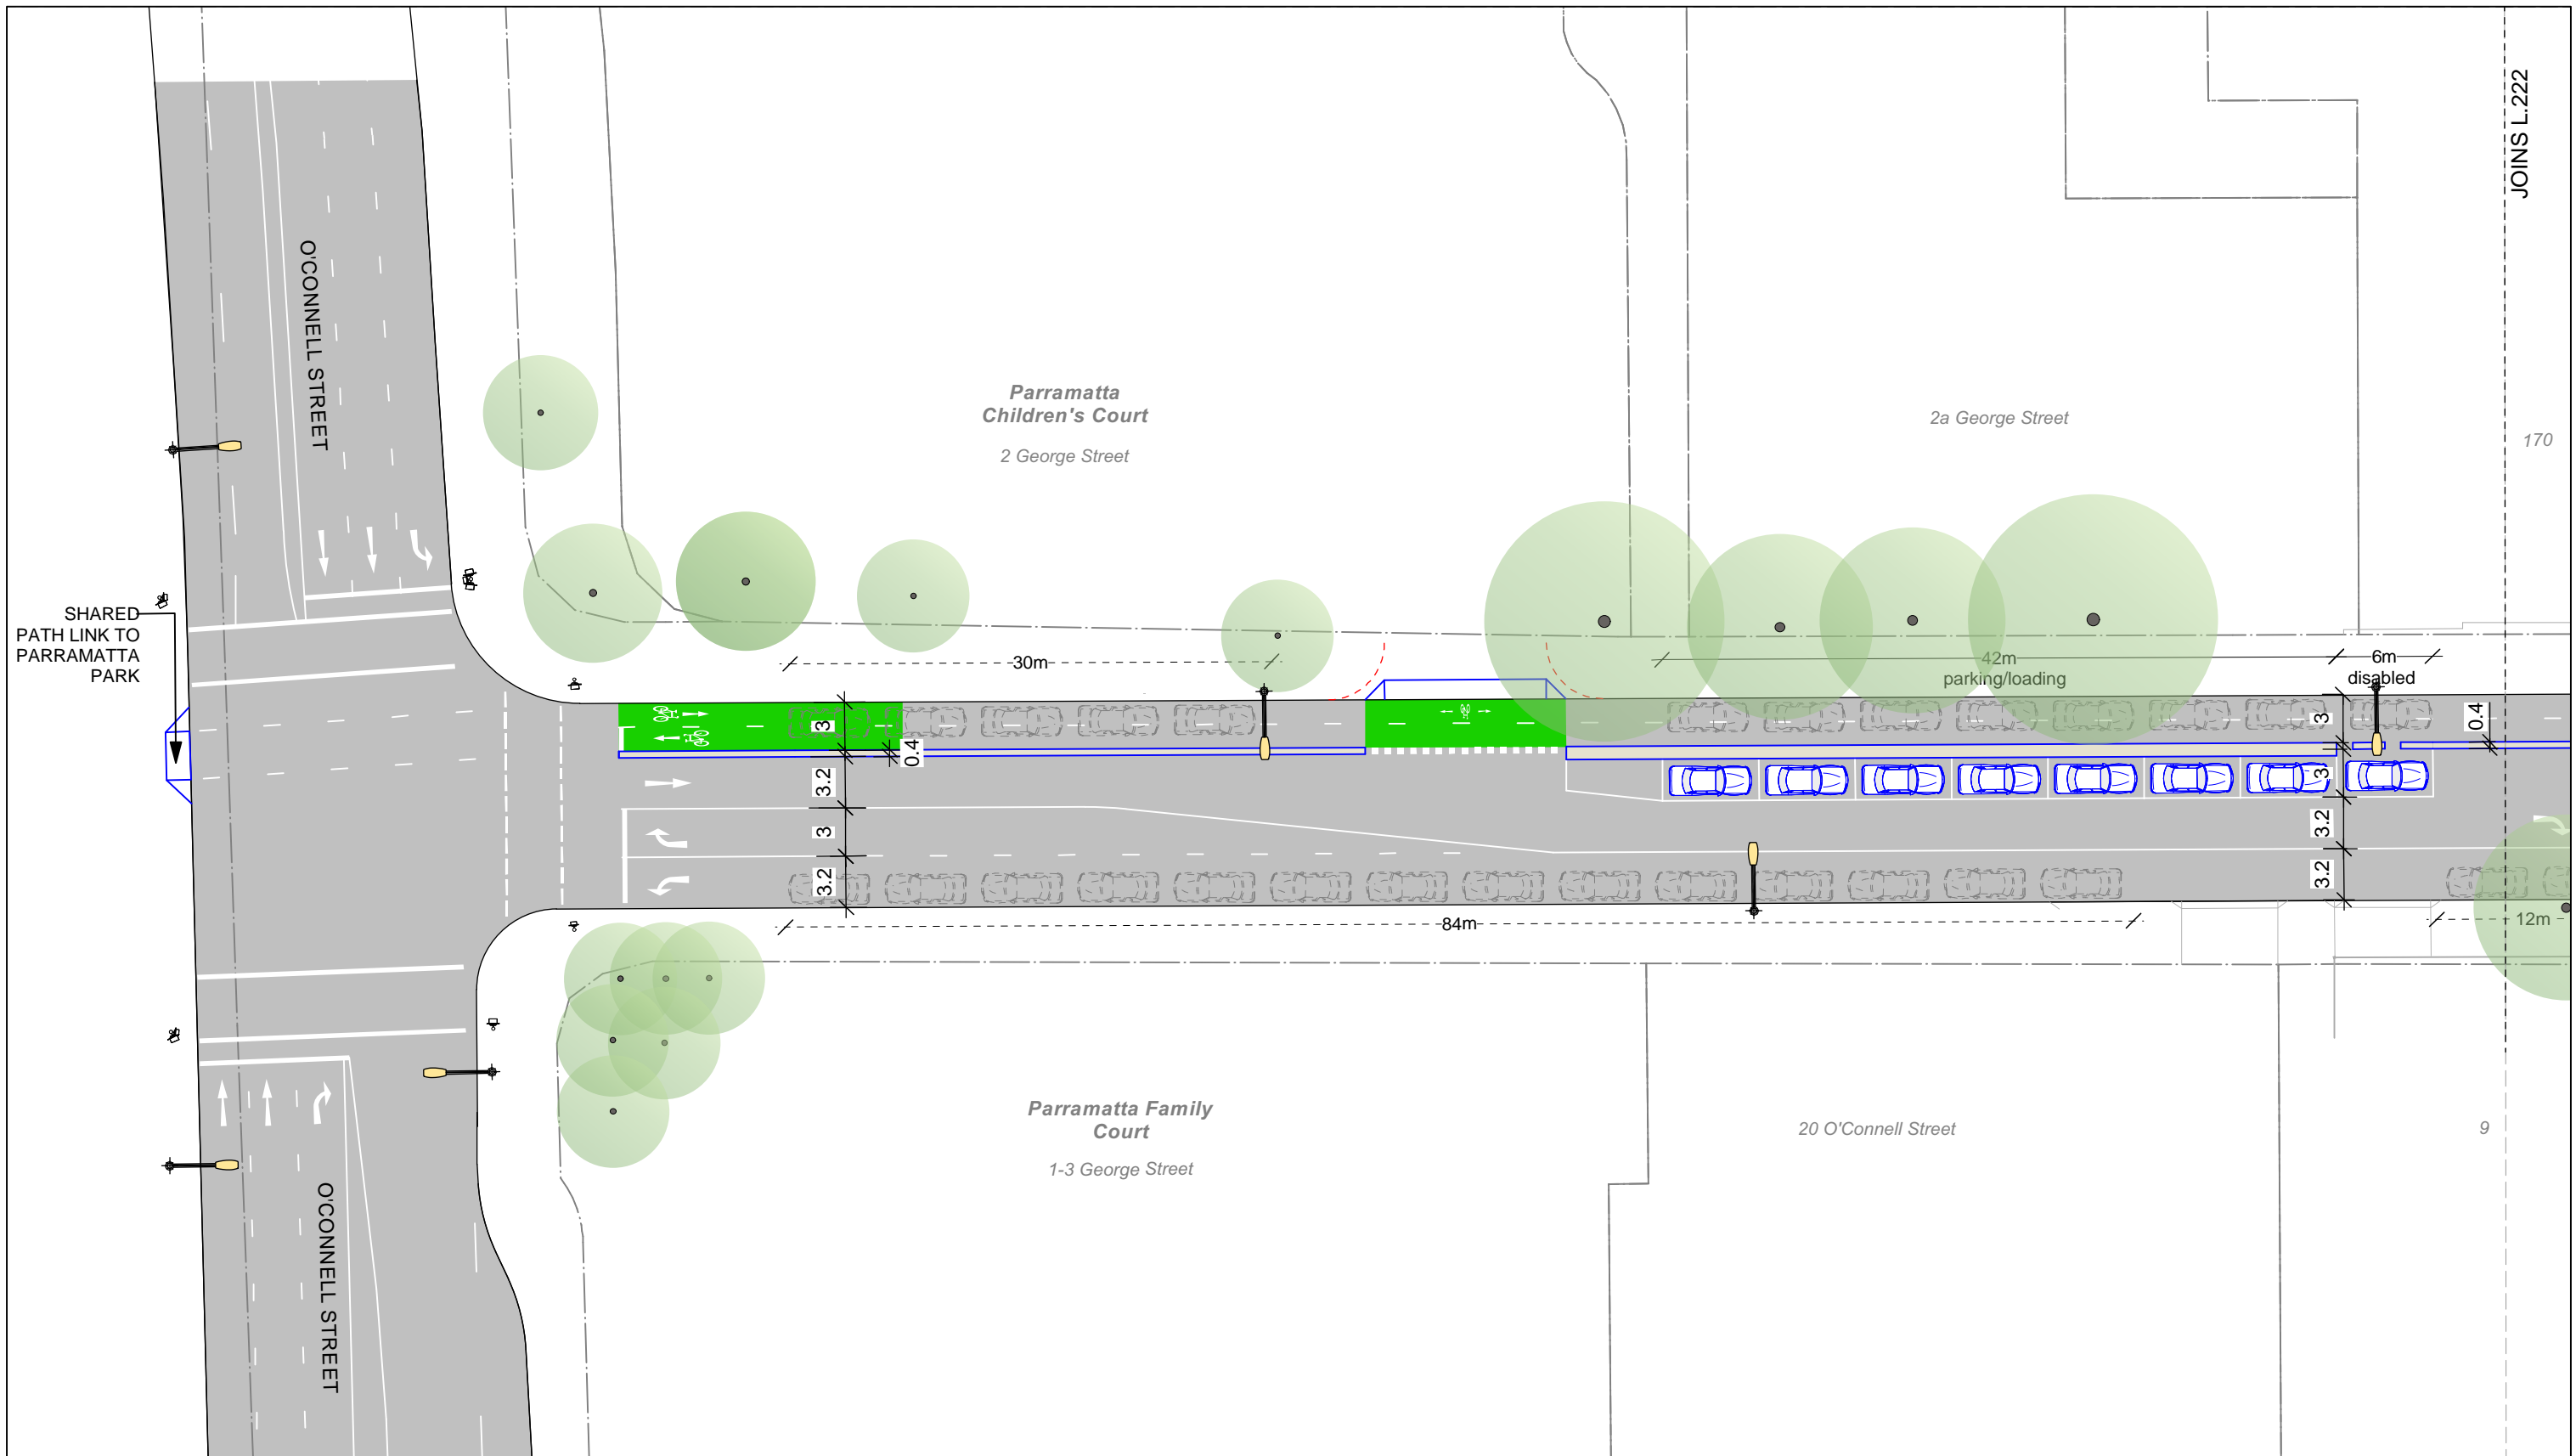 JOINS L.222
O'CONNELL STREET
Parramatta
Children's Court
2 George Street
2a George Street
170
SHARED
PATH LINK TO
PARRAMATTA
PARK
30m
42m
parking/loading
6m
disabled
3
0.4
3.2
3
3.2
3
0.4
3
3.2
3.2
84m
12m
Parramatta Family
Court
1-3 George Street
20 O'Connell Street
9
O'CONNELL STREET